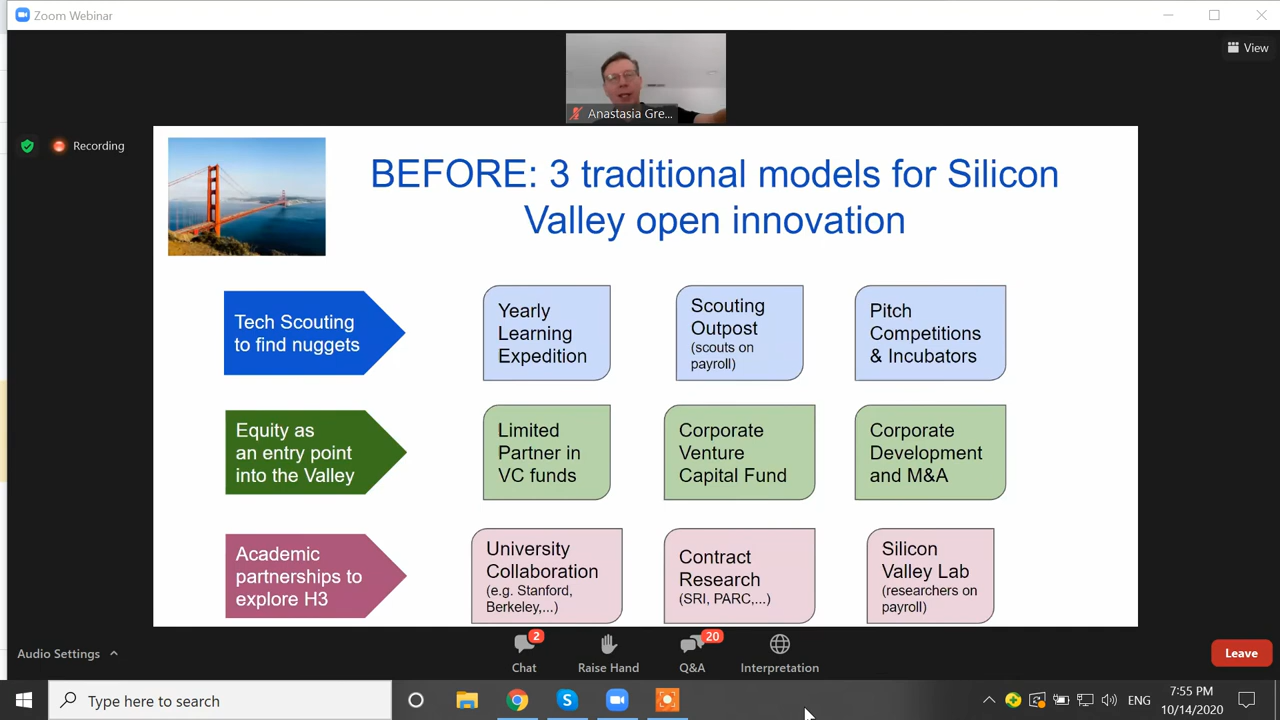 Zoom Webinar
View
Anastasia Gre...
Recording
BEFORE: 3 traditional models for Silicon
Valley open innovation
Tech Scouting
to find nuggets
Yearly
Learning
Expedition
Scouting
Outpost
(scouts on
payroll)
Pitch
Competitions
& Incubators
Equity as
an entry point
into the Valley
Limited
Partner in
VC funds
Corporate
Venture
Capital Fund
Corporate
Development
and M&A
Academic
partnerships to
explore H3
University
Collaboration
(e.g. Stanford,
Berkeley,...)
Contract
Research
(SRI, PARC,...)
Silicon
Valley Lab
(researchers on
payroll)
Audio Settings
2
Chat
Raise Hand
20
Q&A
Interpretation
Leave
Type here to search
ENG
7:55 PM
10/14/2020